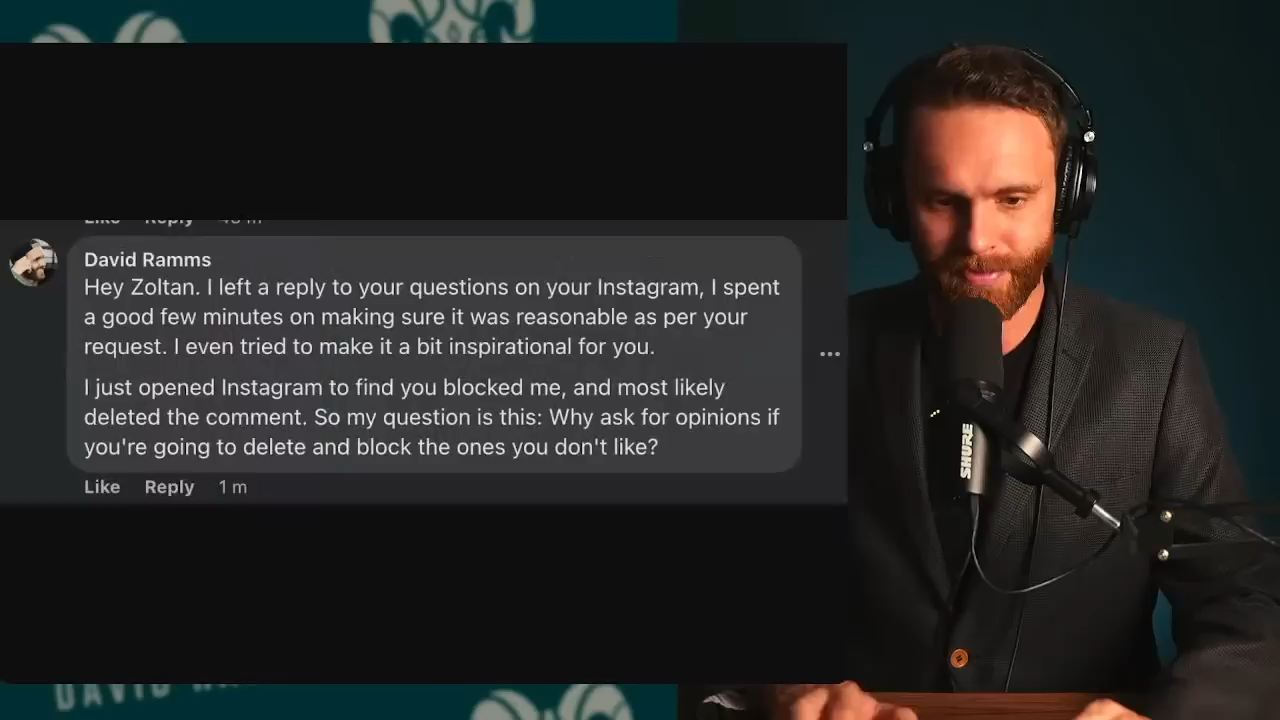 Like Reply
David Ramms
Hey Zoltan. I left a reply to your questions on your Instagram, I spent
a good few minutes on making sure it was reasonable as per your
request. I even tried to make it a bit inspirational for you.
I just opened Instagram to find you blocked me, and most likely
deleted the comment. So my question is this: Why ask for opinions if
you're going to delete and block the ones you don't like?
Like Reply 1 m
SHURE
DAVID